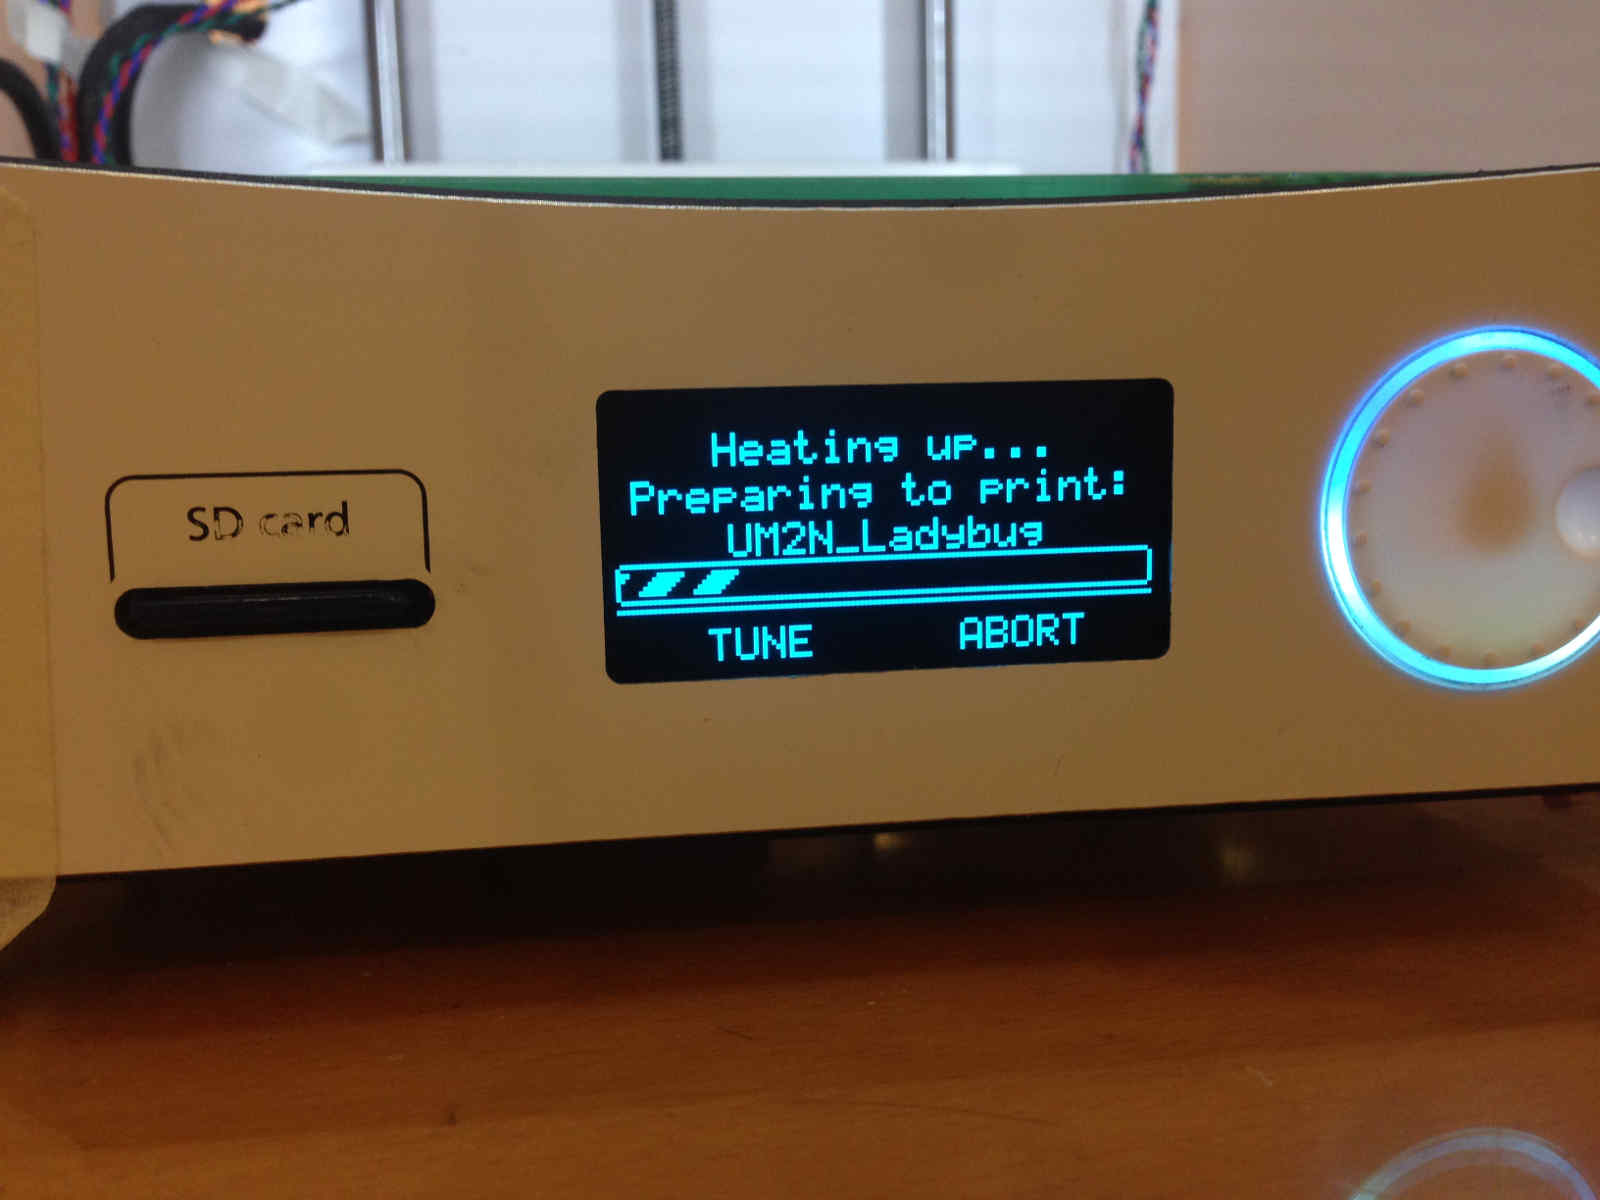 SD card
Heating up...
Preparing to print:
UM2N_Ladybug
TUNE ABORT